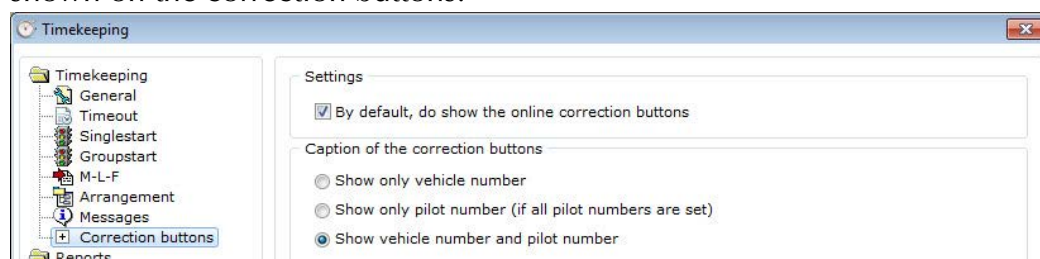 shown on the correction buttons.
Timekeeping
Timekeeping
General
Timeout
Singlestart
Groupstart
M-L-F
Arrangement
Messages
Correction buttons
Reports
Settings
By default, do show the online correction buttons
Caption of the correction buttons
Show only vehicle number
Show only pilot number (if all pilot numbers are set)
Show vehicle number and pilot number